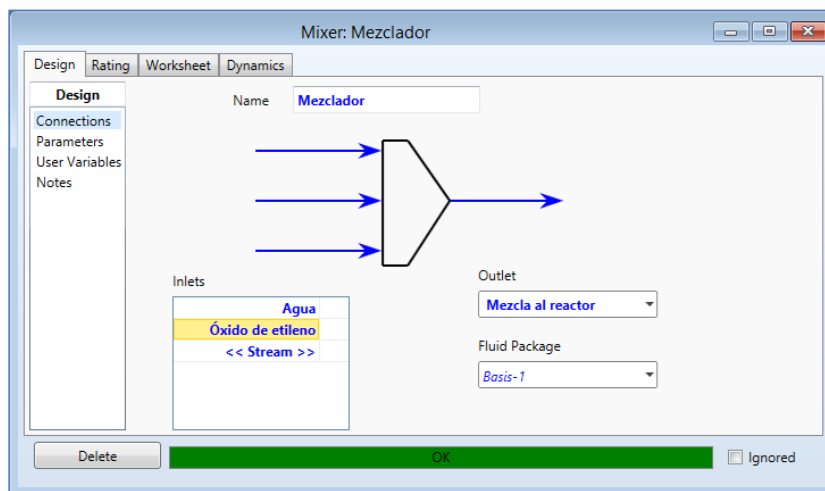 Mixer: Mezclador
Design Rating Worksheet Dynamics
Design
Connections
Parameters
User Variables
Notes
Name Mezclador
Inlets
Agua
Óxido de etileno
<< Stream >>
Outlet
Mezcla al reactor
Fluid Package
Basis-1
Delete OK Ignored